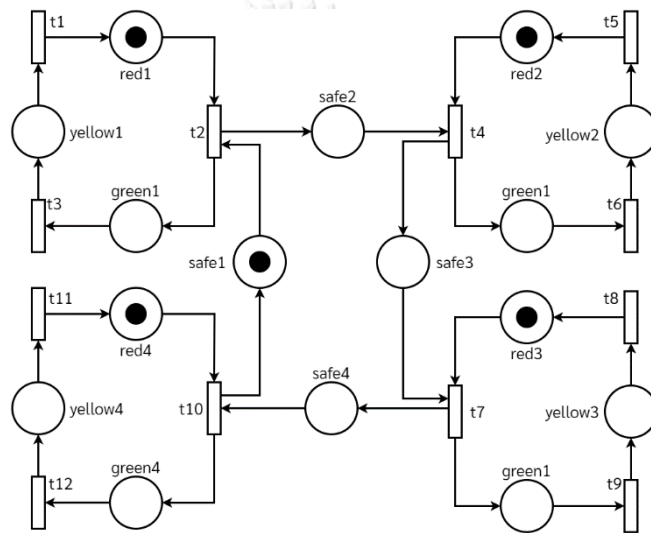 t1
red1
t5
red2
safe2
yellow1
t2
t4
yellow2
t3
green1
green1
t6
safe1
safe3
t11
red4
t8
red3
safe4
yellow4
t10
t7
yellow3
t12
green4
green1
t9